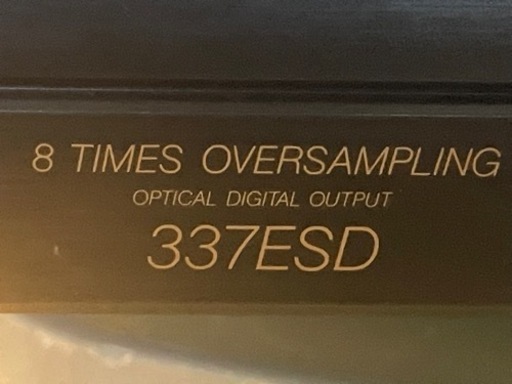 8 TIMES OVERSAMPLING
OPTICAL DIGITAL OUTPUT
337ESD